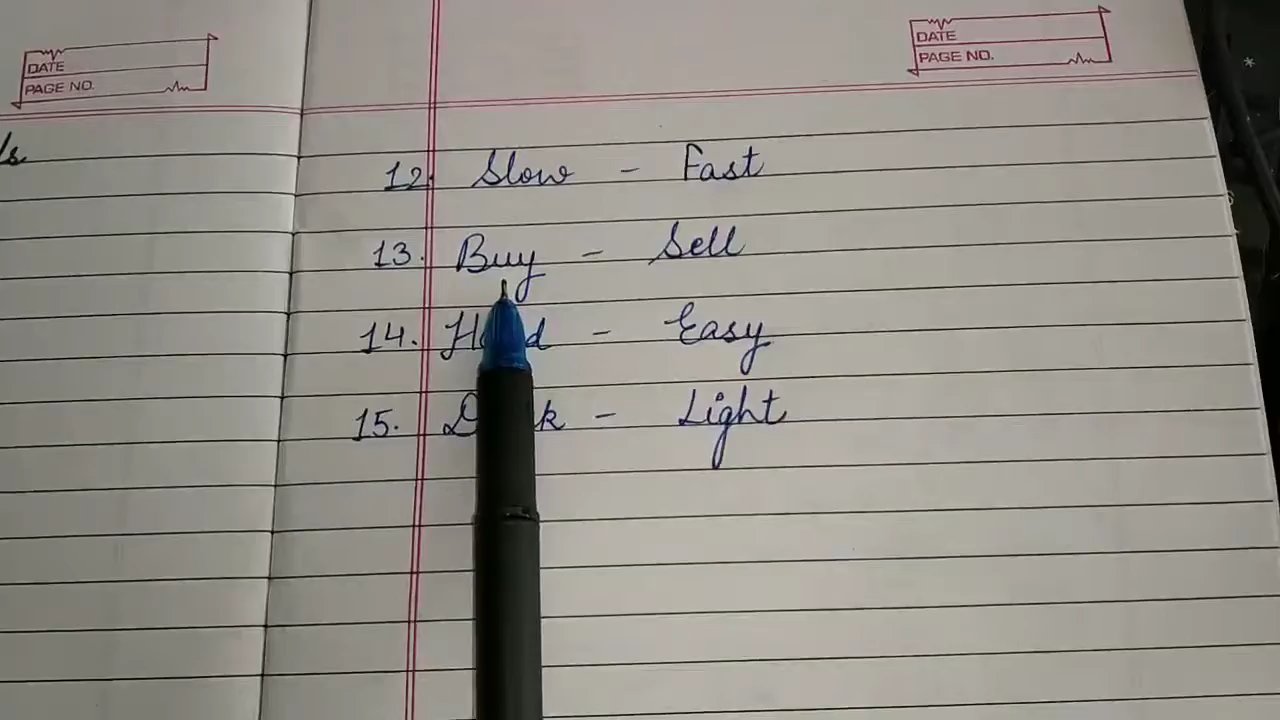 DATE
PAGE NO.
DATE
PAGE NO.
12. Slow - Fast
13. Buy - Sell
14. - Easy
15. - Light